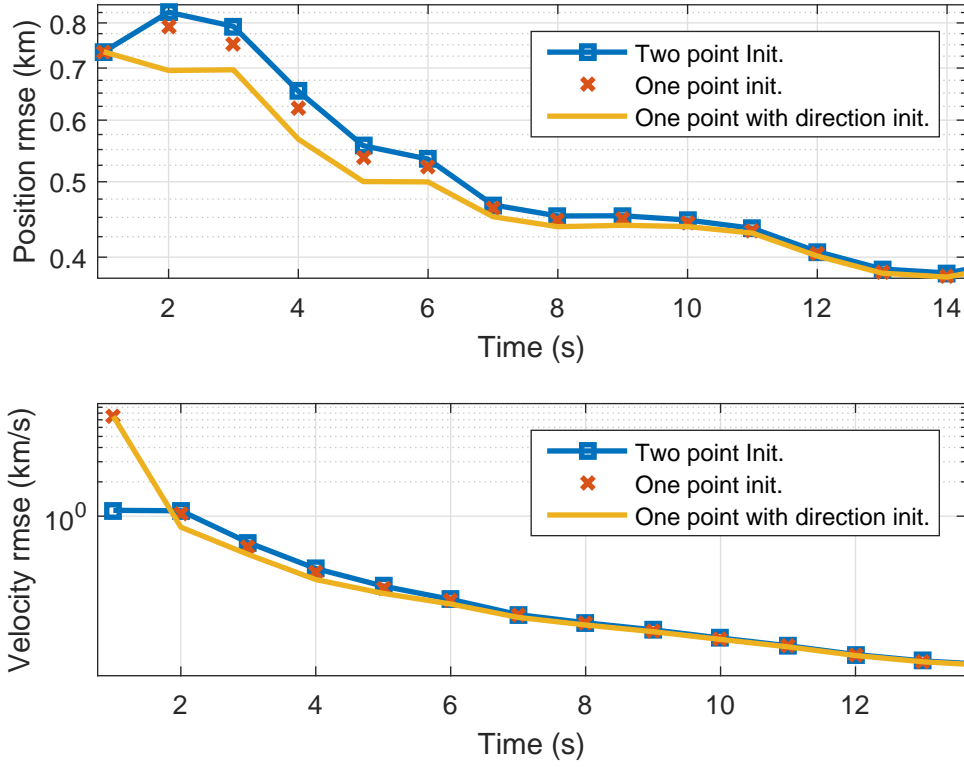 Position rmse (km)
0.8
0.7
0.6
0.5
0.4
Two point Init.
One point init.
One point with direction init.
2 4 6 8 10 12 14
Time (s)
Velocity rmse (km/s)
10^0
Two point Init.
One point init.
One point with direction init.
2 4 6 8 10 12
Time (s)